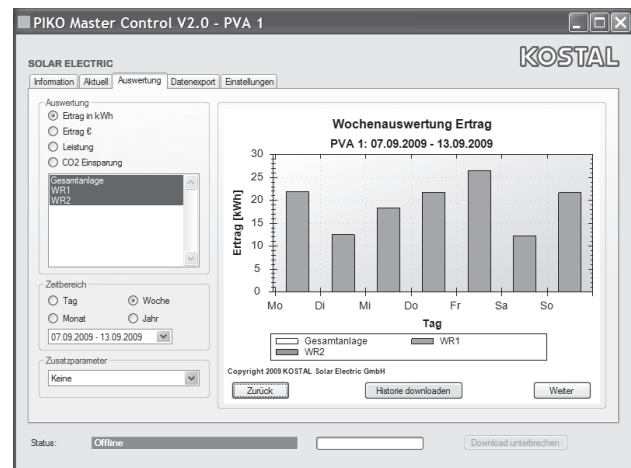 PIKO Master Control V2.0 - PVA 1
SOLAR ELECTRIC
KOSTAL
Information Aktuell Auswertung Datenexport Einstellungen
Auswertung
Ertrag in kWh
Ertrag €
Leistung
CO2 Einsparung
Gesamtanlage
WR1
WR2
Zeitbereich
Tag Woche
Monat Jahr
07.09.2009 - 13.09.2009
Zusatzparameter
Keine
Wochenauswertung Ertrag
PVA 1: 07.09.2009 - 13.09.2009
Ertrag [kWh]
30
25
20
15
10
5
0
Mo Di Mi Do Fr Sa So
Tag
Gesamtanlage WR1
WR2
Copyright 2009 KOSTAL Solar Electric GmbH
Zurück Historie downloaden Weiter
Status: Offline Download unterbrechen